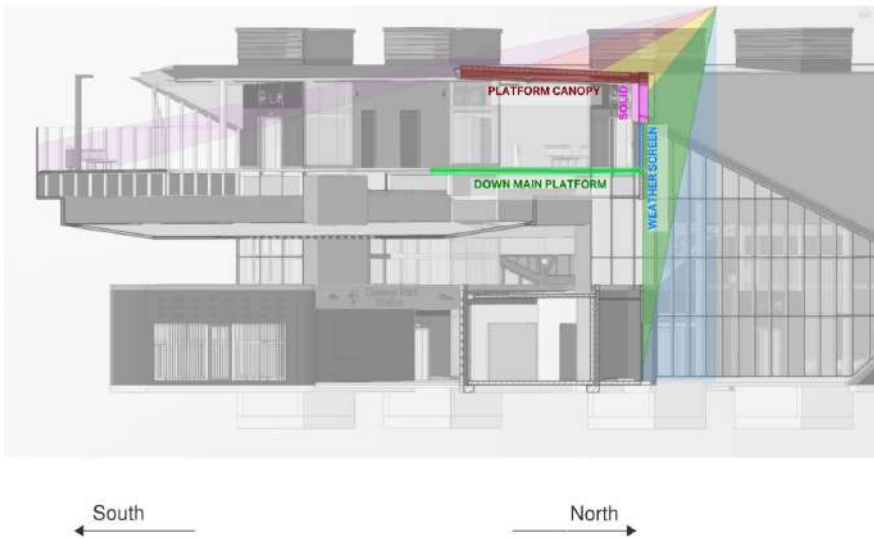 PLATFORM CANOPY
SOLID
WEATHER SCREEN
DOWN MAIN PLATFORM
South
North